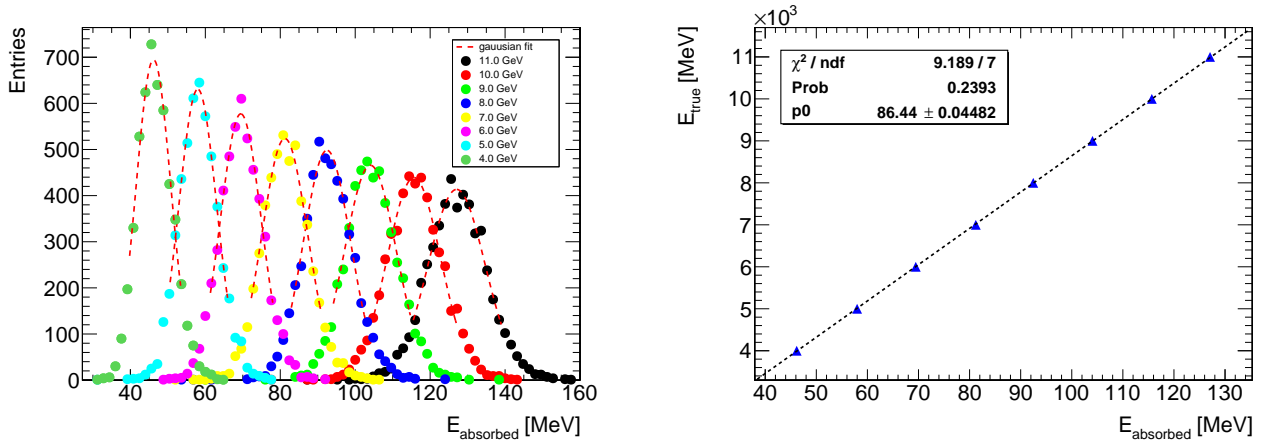 Entries
700
600
500
400
300
200
100
0
gauusian fit
11.0 GeV
10.0 GeV
9.0 GeV
8.0 GeV
7.0 GeV
6.0 GeV
5.0 GeV
4.0 GeV
40 60 80 100 120 140 160
E_absorbed [MeV]
×10³
E_true [MeV]
11
10
9
8
7
6
5
4
χ² / ndf 9.189 / 7
Prob 0.2393
p0 86.44 ± 0.04482
40 50 60 70 80 90 100 110 120 130
E_absorbed [MeV]